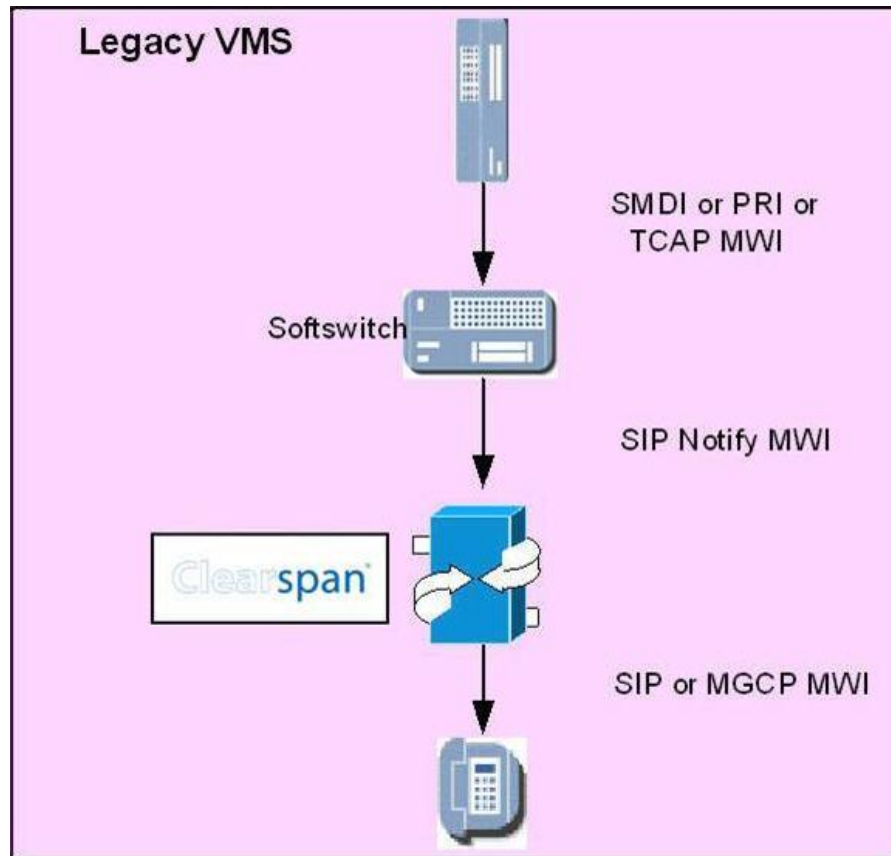 Legacy VMS
SMDI or PRI or
TCAP MWI
Softswitch
SIP Notify MWI
Clearspan
SIP or MGCP MWI